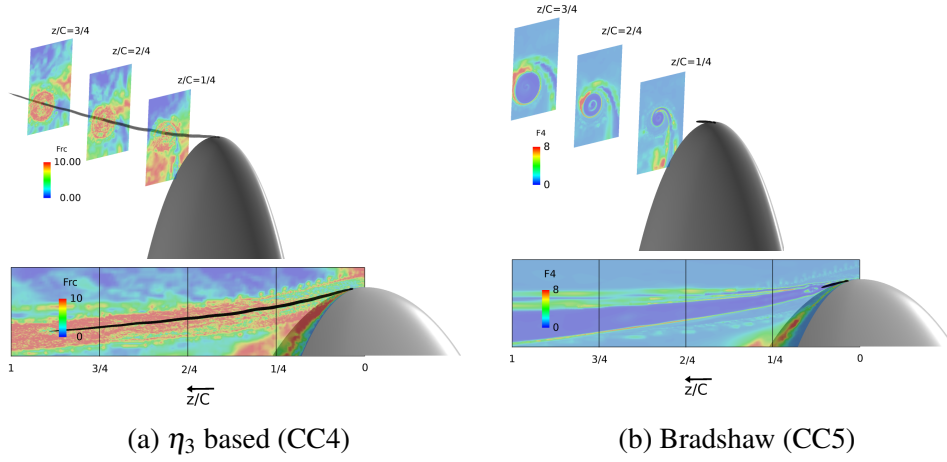 z/C=3/4
z/C=2/4
z/C=1/4
Frc
10.00
0.00
Frc
10
0
1
3/4
2/4
1/4
0
z/C
(a) η₃ based (CC4)
z/C=3/4
z/C=2/4
z/C=1/4
F4
8
0
F4
8
0
1
3/4
2/4
1/4
0
z/C
(b) Bradshaw (CC5)